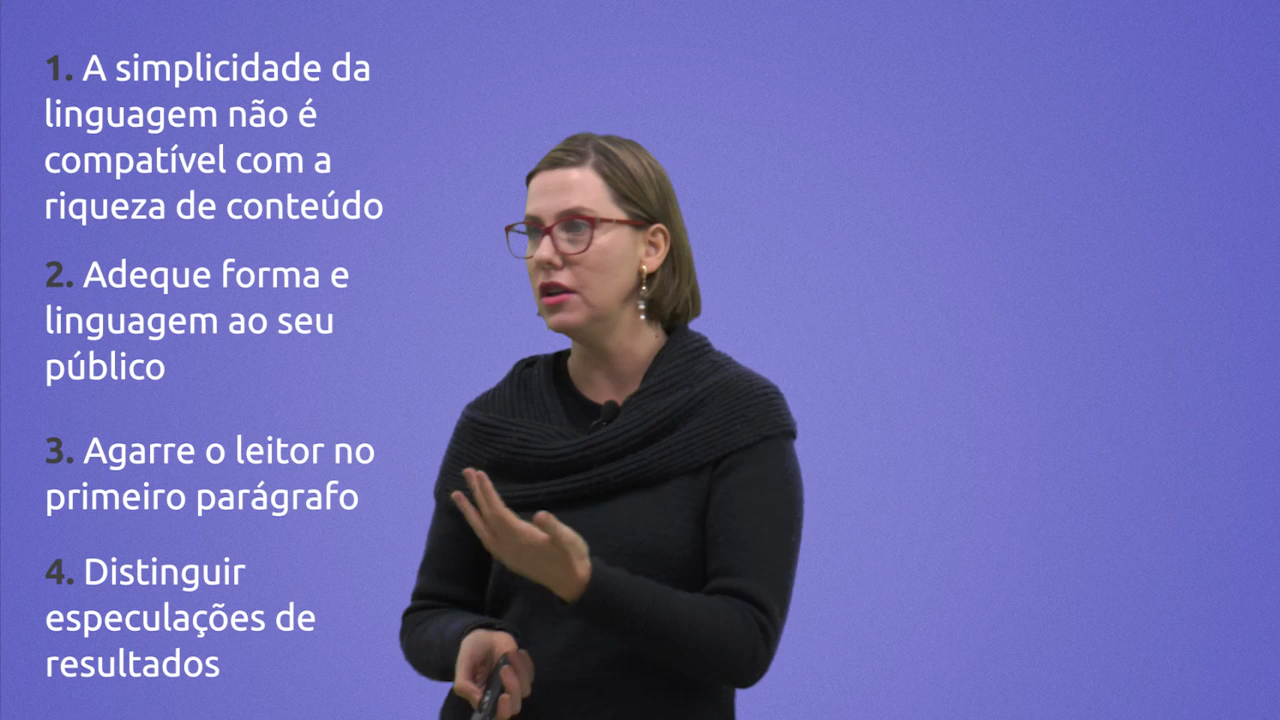 1. A simplicidade da
linguagem não é
compatível com a
riqueza de conteúdo
2. Adeque forma e
linguagem ao seu
público
3. Agarre o leitor no
primeiro parágrafo
4. Distinguir
especulações de
resultados